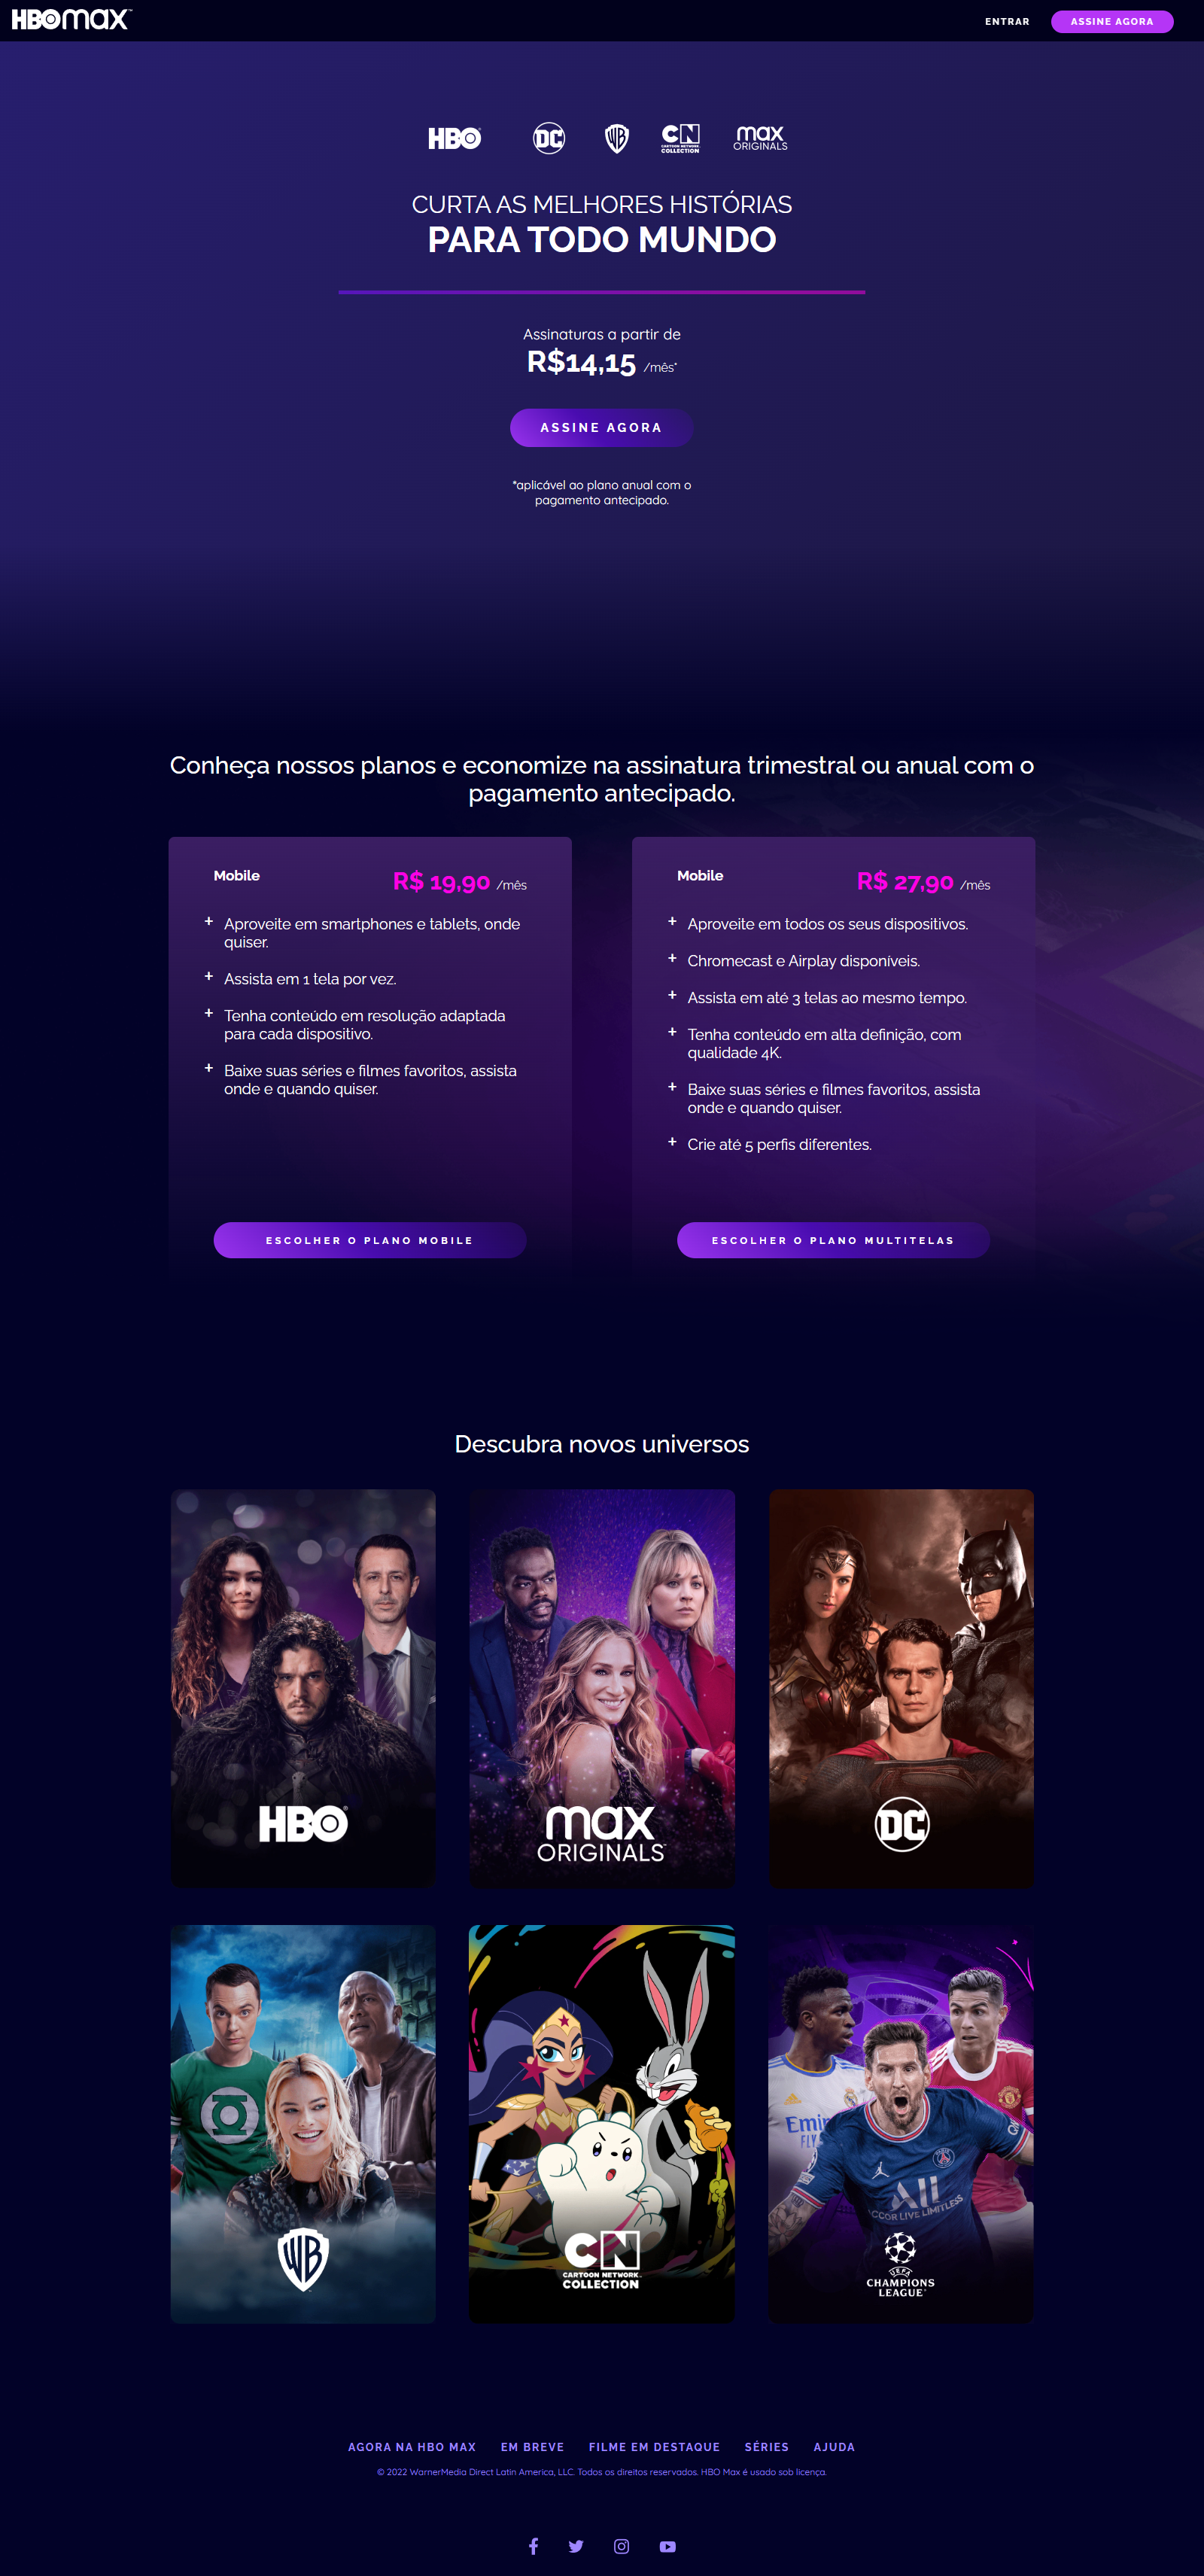 HBOmax™
ENTRAR
ASSINE AGORA
HBO
DC
WB
CN
CARTOON NETWORK
COLLECTION
max
ORIGINALS
CURTA AS MELHORES HISTÓRIAS
PARA TODO MUNDO
Assinaturas a partir de
R$14,15 /mês*
ASSINE AGORA
*aplicável ao plano anual com o
pagamento antecipado.
Conheça nossos planos e economize na assinatura trimestral ou anual com o
pagamento antecipado.
Mobile
R$ 19,90 /mês
+ Aproveite em smartphones e tablets, onde
quiser.
+ Assista em 1 tela por vez.
+ Tenha conteúdo em resolução adaptada
para cada dispositivo.
+ Baixe suas séries e filmes favoritos, assista
onde e quando quiser.
ESCOLHER O PLANO MOBILE
Mobile
R$ 27,90 /mês
+ Aproveite em todos os seus dispositivos.
+ Chromecast e Airplay disponíveis.
+ Assista em até 3 telas ao mesmo tempo.
+ Tenha conteúdo em alta definição, com
qualidade 4K.
+ Baixe suas séries e filmes favoritos, assista
onde e quando quiser.
+ Crie até 5 perfis diferentes.
ESCOLHER O PLANO MULTITELAS
Descubra novos universos
HBO®
max
ORIGINALS
DC
WB
CN
CARTOON NETWORK
COLLECTION
FLY
All
ACCOR LIVE LIMITLESS
UEFA
CHAMPIONS
LEAGUE
AGORA NA HBO MAX
EM BREVE
FILME EM DESTAQUE
SÉRIES
AJUDA
© 2022 WarnerMedia Direct Latin America, LLC. Todos os direitos reservados. HBO Max é usado sob licença.